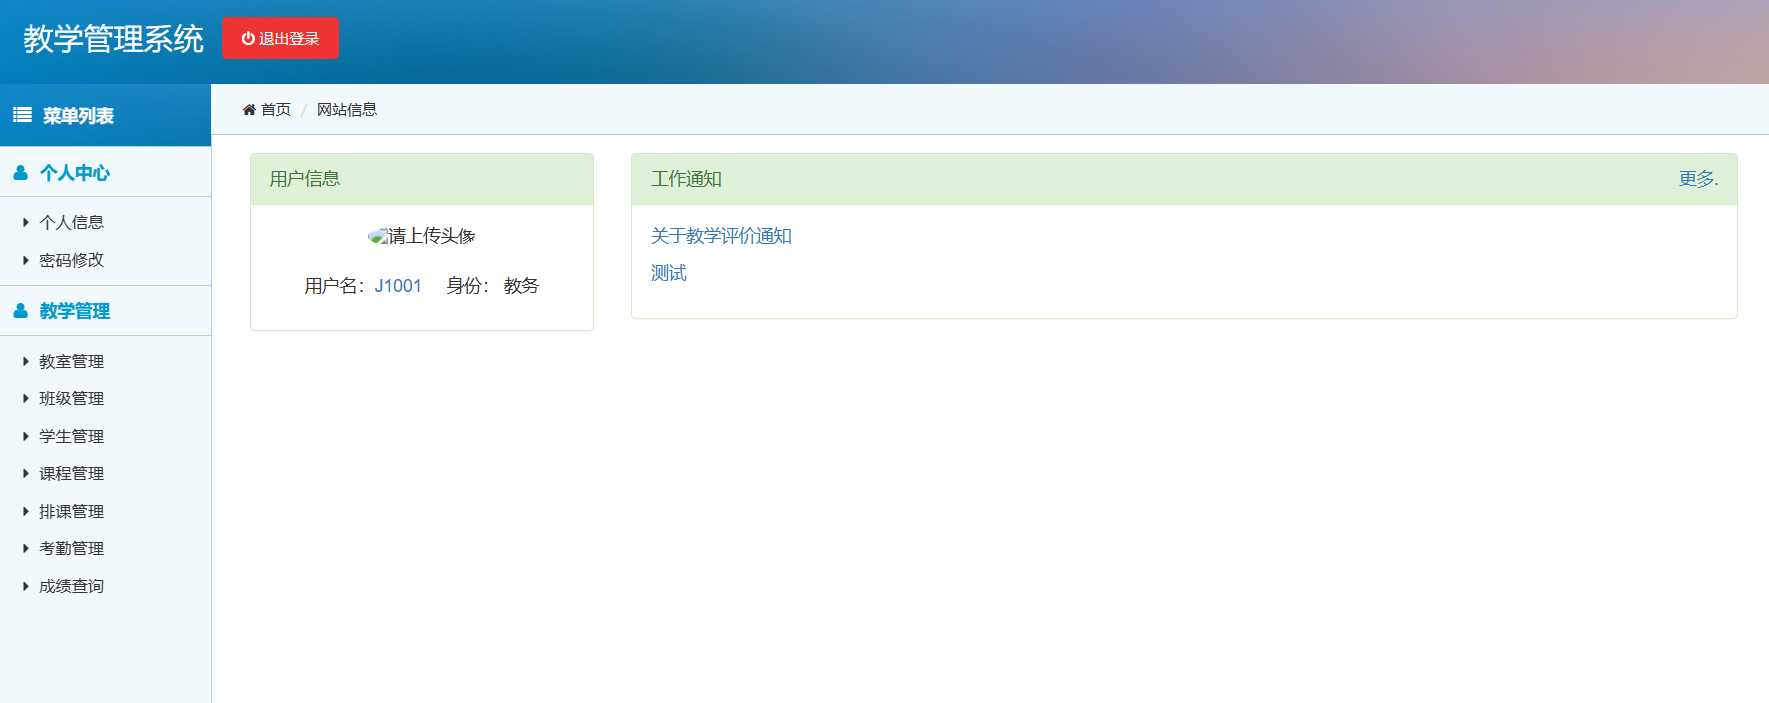 教学管理系统 退出登录
菜单列表
首页 / 网站信息
个人中心
个人信息
密码修改
教学管理
教室管理
班级管理
学生管理
课程管理
排课管理
考勤管理
成绩查询
用户信息
请上传头像
用户名：J1001 身份： 教务
工作通知 更多.
关于教学评价通知
测试